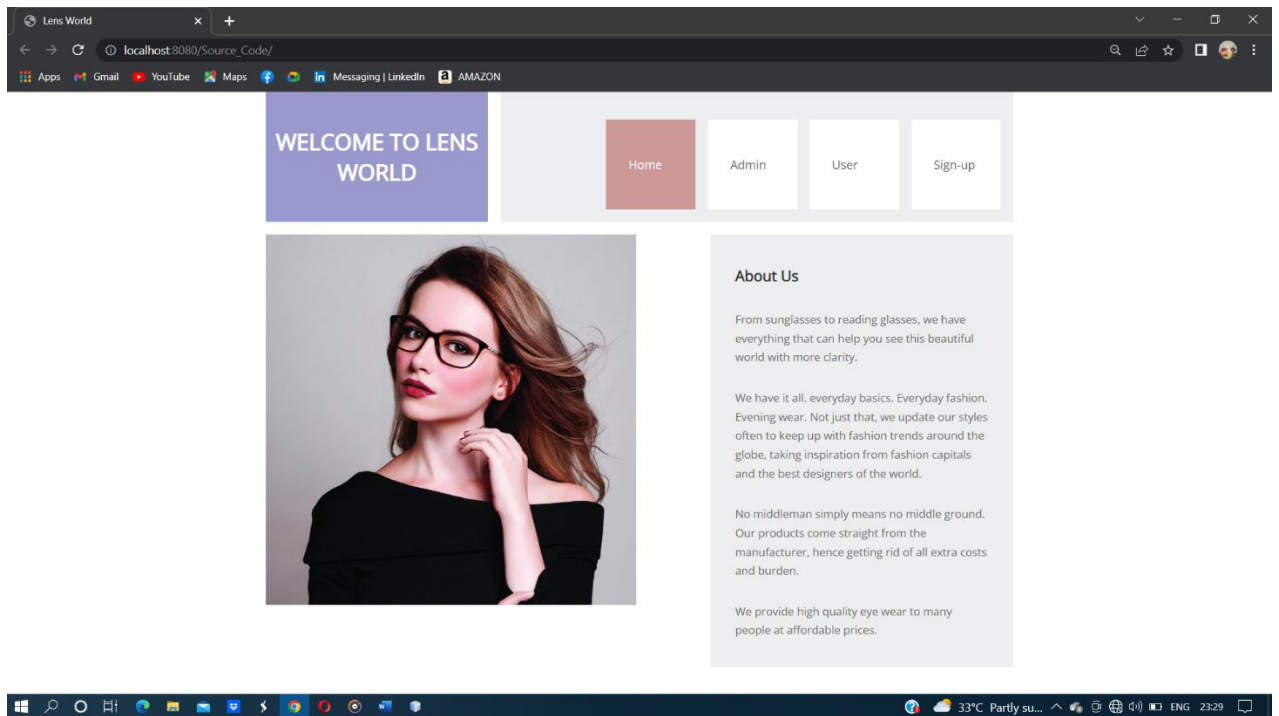 Lens World
localhost:8080/Source_Code/
Apps Gmail YouTube Maps Messaging | LinkedIn AMAZON
WELCOME TO LENS
WORLD
Home Admin User Sign-up
About Us
From sunglasses to reading glasses, we have
everything that can help you see this beautiful
world with more clarity.
We have it all. everyday basics. Everyday fashion.
Evening wear. Not just that, we update our styles
often to keep up with fashion trends around the
globe, taking inspiration from fashion capitals
and the best designers of the world.
No middleman simply means no middle ground.
Our products come straight from the
manufacturer, hence getting rid of all extra costs
and burden.
We provide high quality eye wear to many
people at affordable prices.
33°C Partly su... ENG 23:29